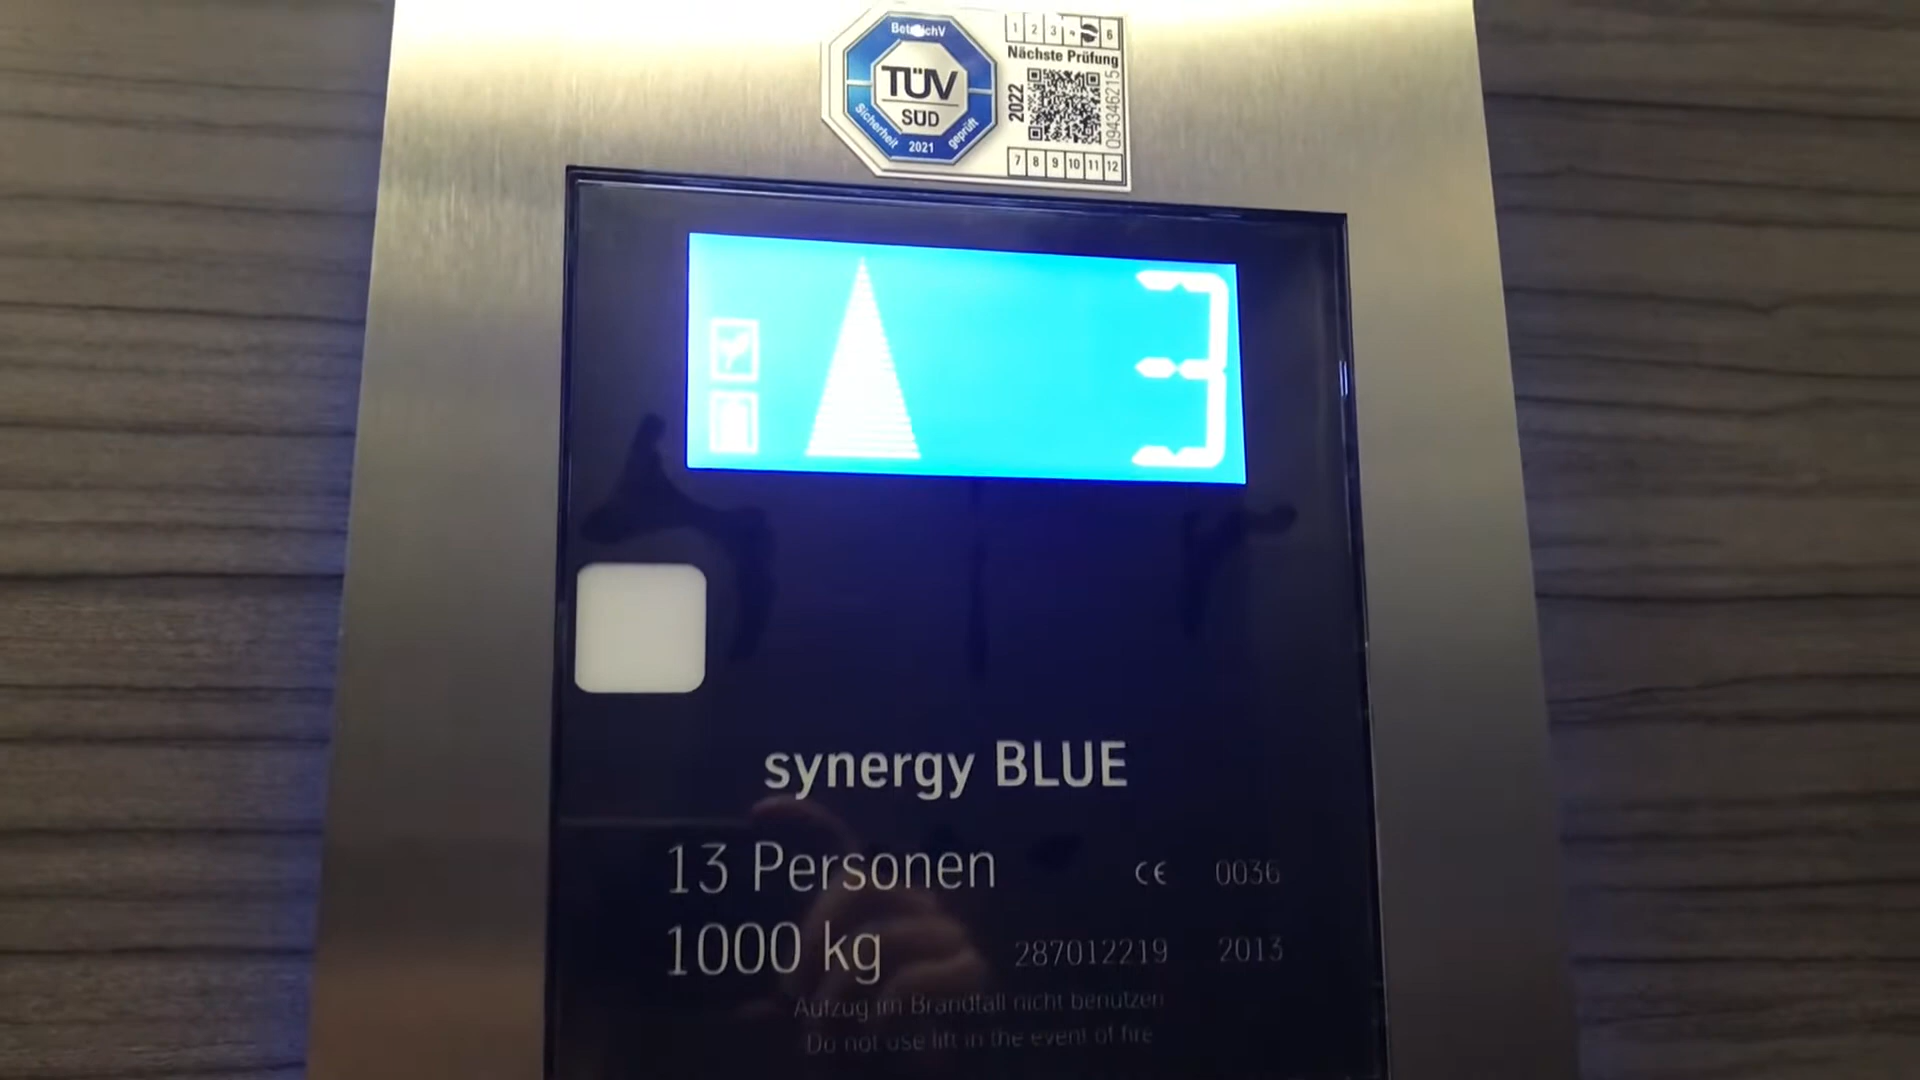 BetrSichV
TÜV
SÜD
Sicherheit geprüft
2021
1 2 3 4 6
Nächste Prüfung
2022
094346215
7 8 9 10 11 12
3
synergy BLUE
13 Personen
CE 0036
1000 kg
287012219 2013
Aufzug im Brandfall nicht benutzen
Do not use lift in the event of fire